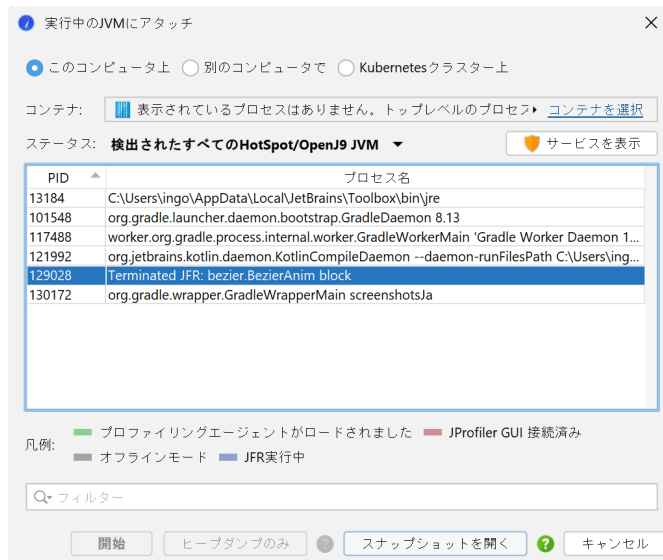 実行中のJVMにアタッチ
このコンピュータ上 別のコンピュータで Kubernetesクラスター上
コンテナ: 表示されているプロセスはありません。トップレベルのプロセス コンテナを選択
ステータス: 検出されたすべてのHotSpot/OpenJ9 JVM サービスを表示
PID プロセス名
13184 C:\Users\ingo\AppData\Local\JetBrains\Toolbox\bin\jre
101548 org.gradle.launcher.daemon.bootstrap.GradleDaemon 8.13
117488 worker.org.gradle.process.internal.worker.GradleWorkerMain 'Gradle Worker Daemon 1...
121992 org.jetbrains.kotlin.daemon.KotlinCompileDaemon --daemon-runFilesPath C:\Users\ing...
129028 Terminated JFR: bezier.BezierAnim block
130172 org.gradle.wrapper.GradleWrapperMain screenshotsJa
凡例: プロファイリングエージェントがロードされました JProfiler GUI 接続済み
オフラインモード JFR実行中
フィルター
開始 ヒープダンプのみ ? スナップショットを開く ? キャンセル